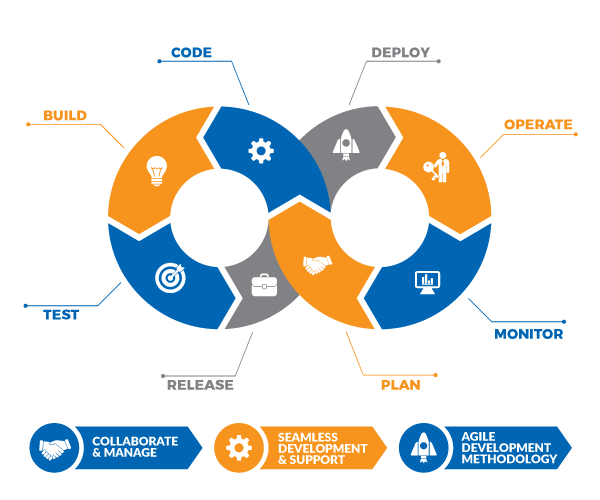 CODE
DEPLOY
BUILD
OPERATE
TEST
MONITOR
RELEASE
PLAN
COLLABORATE
& MANAGE
SEAMLESS
DEVELOPMENT
& SUPPORT
AGILE
DEVELOPMENT
METHODOLOGY